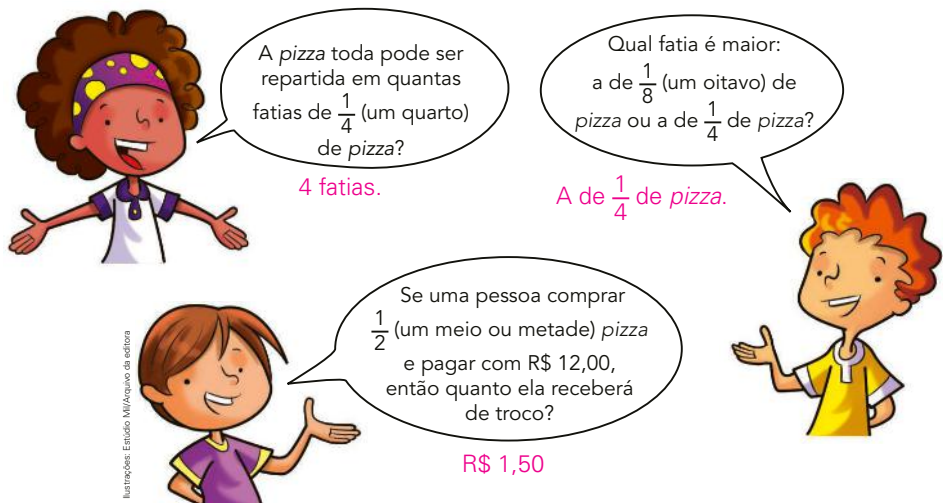 A pizza toda pode ser
repartida em quantas
fatias de 1/4 (um quarto)
de pizza?
4 fatias.
Qual fatia é maior:
a de 1/8 (um oitavo) de
pizza ou a de 1/4 de pizza?
A de 1/4 de pizza.
Se uma pessoa comprar
1/2 (um meio ou metade) pizza
e pagar com R$ 12,00,
então quanto ela receberá
de troco?
R$ 1,50
Ilustrações: Estúdio Mil/Arquivo da editora